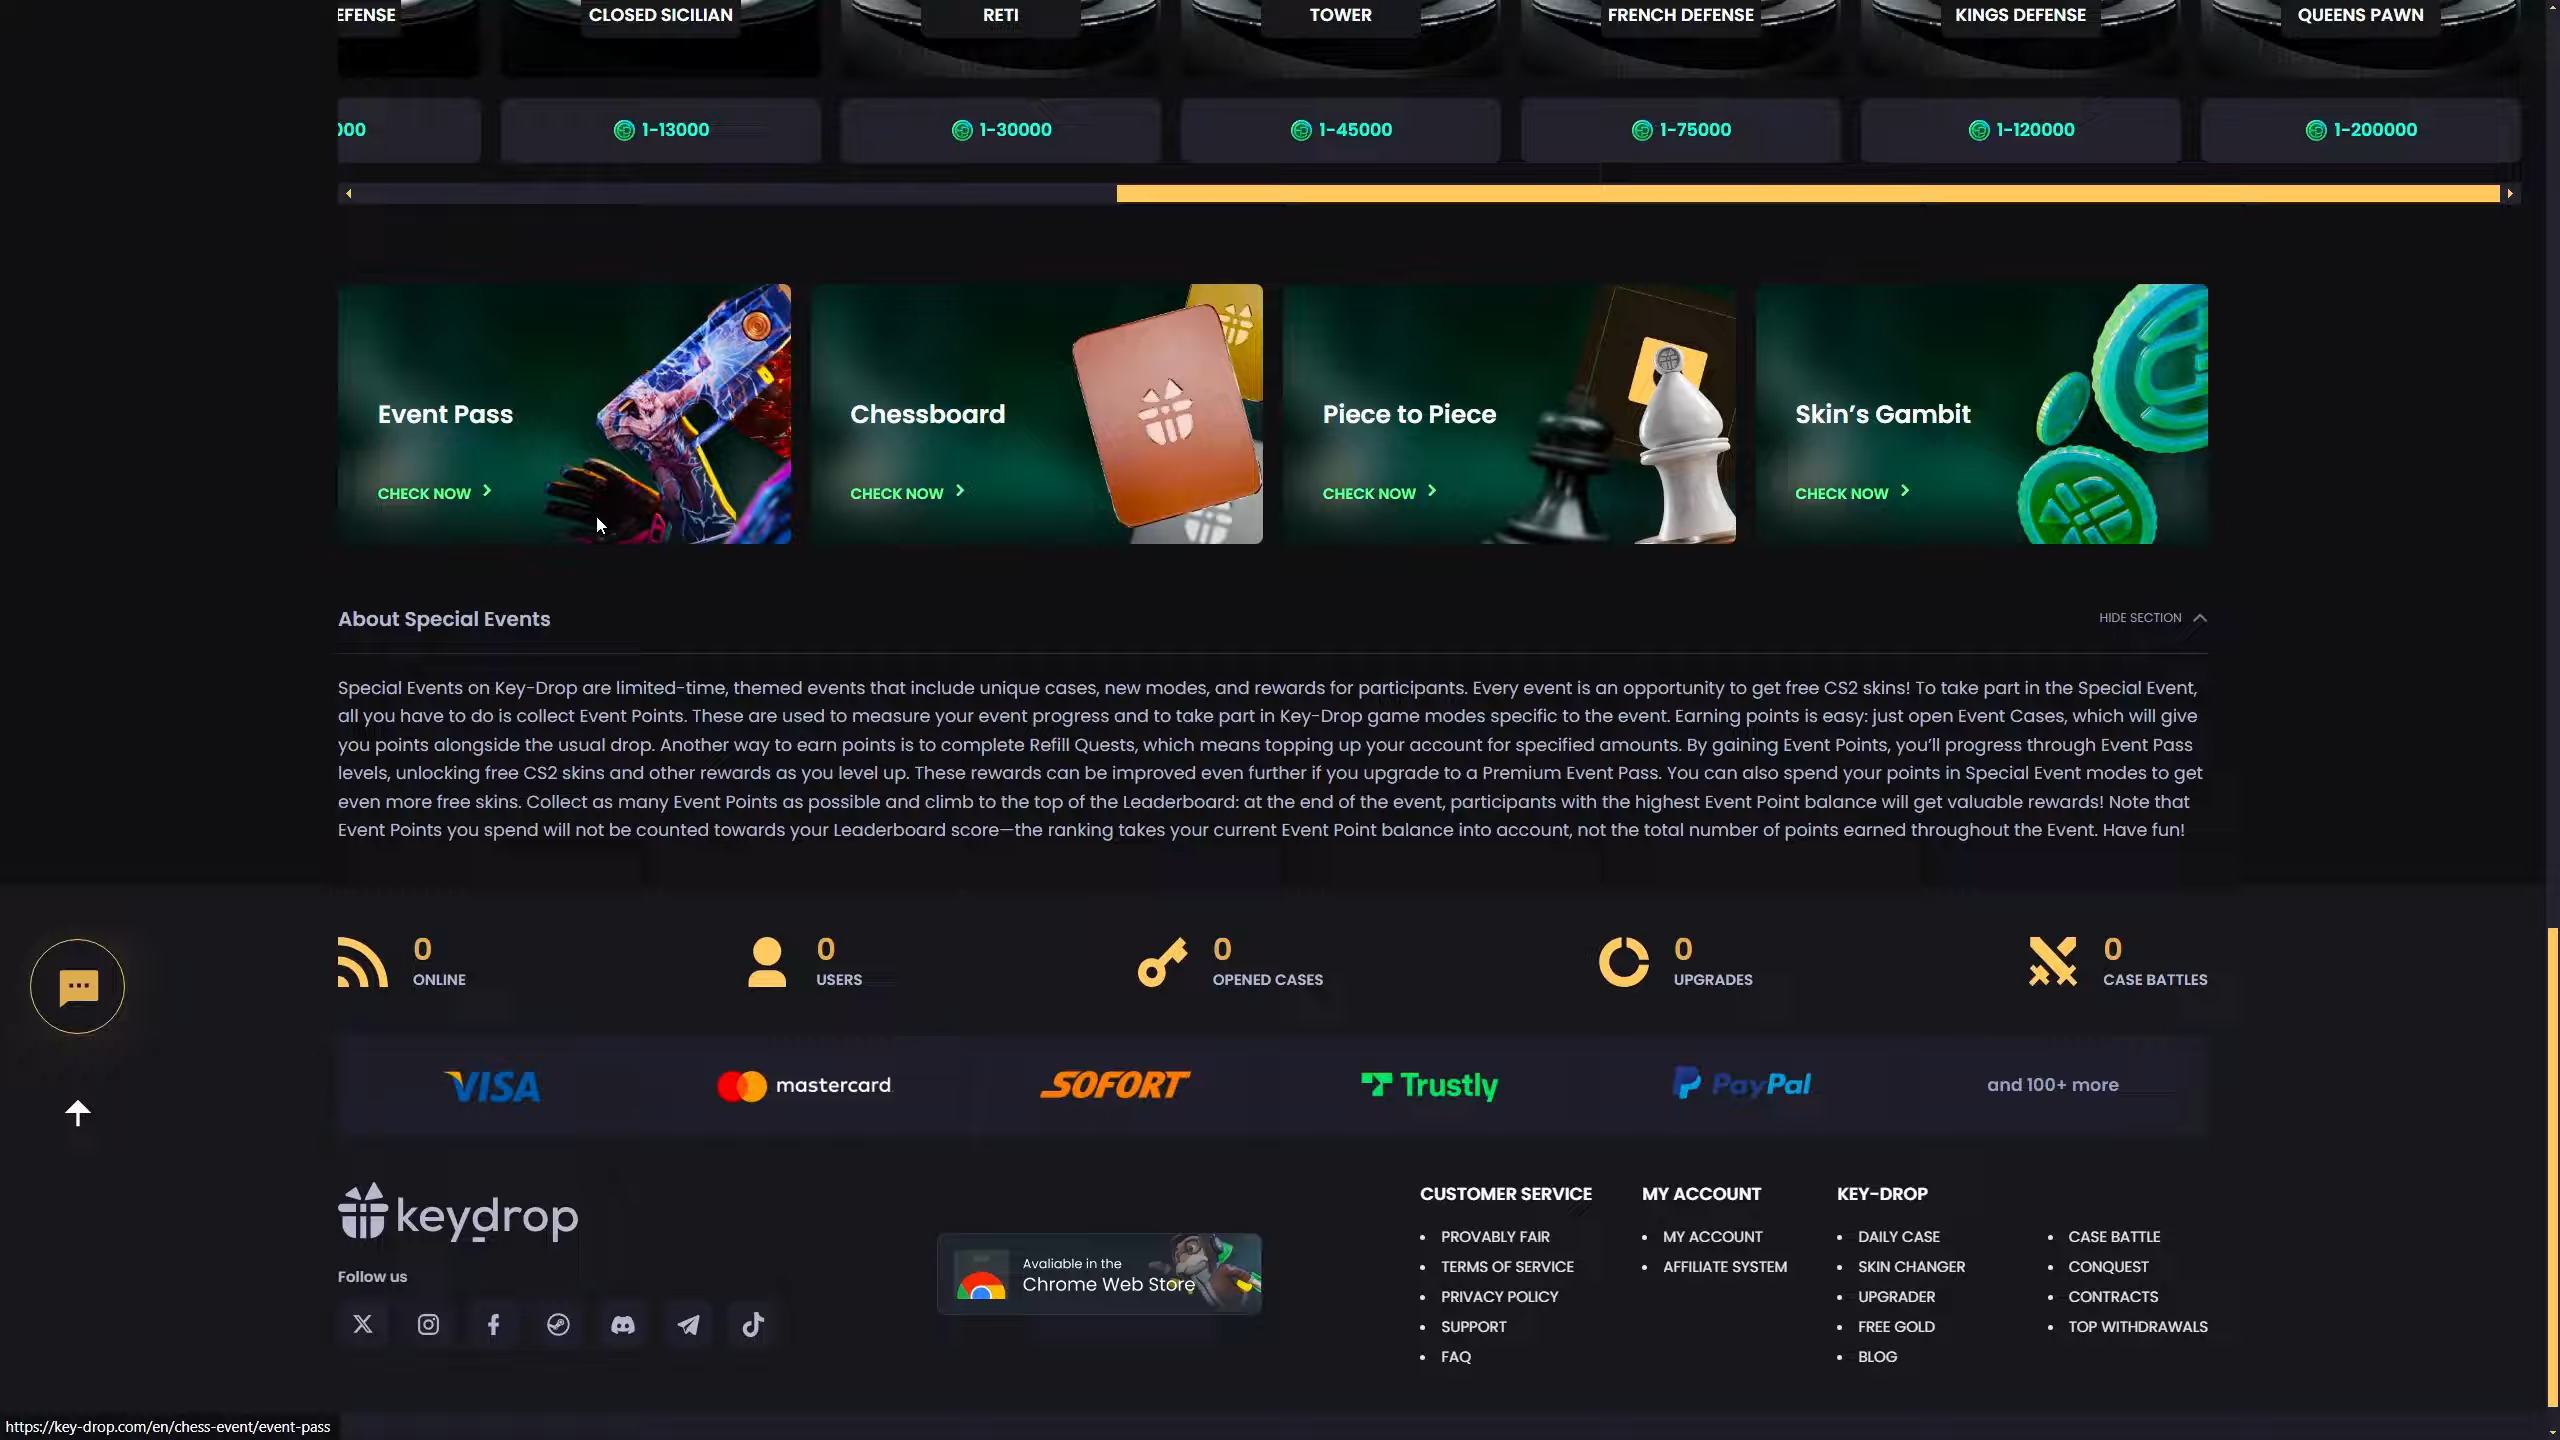 EFENSE
CLOSED SICILIAN
RETI
TOWER
FRENCH DEFENSE
KINGS DEFENSE
QUEENS PAWN
000
1-13000
1-30000
1-45000
1-75000
1-120000
1-200000
Event Pass
CHECK NOW
Chessboard
CHECK NOW
Piece to Piece
CHECK NOW
Skin's Gambit
CHECK NOW
About Special Events
HIDE SECTION
Special Events on Key-Drop are limited-time, themed events that include unique cases, new modes, and rewards for participants. Every event is an opportunity to get free CS2 skins! To take part in the Special Event,
all you have to do is collect Event Points. These are used to measure your event progress and to take part in Key-Drop game modes specific to the event. Earning points is easy: just open Event Cases, which will give
you points alongside the usual drop. Another way to earn points is to complete Refill Quests, which means topping up your account for specified amounts. By gaining Event Points, you'll progress through Event Pass
levels, unlocking free CS2 skins and other rewards as you level up. These rewards can be improved even further if you upgrade to a Premium Event Pass. You can also spend your points in Special Event modes to get
even more free skins. Collect as many Event Points as possible and climb to the top of the Leaderboard: at the end of the event, participants with the highest Event Point balance will get valuable rewards! Note that
Event Points you spend will not be counted towards your Leaderboard score—the ranking takes your current Event Point balance into account, not the total number of points earned throughout the Event. Have fun!
0
ONLINE
0
USERS
0
OPENED CASES
0
UPGRADES
0
CASE BATTLES
VISA
mastercard
SOFORT
Trustly
PayPal
and 100+ more
keydrop
Follow us
Avaliable in the
Chrome Web Store
CUSTOMER SERVICE
PROVABLY FAIR
TERMS OF SERVICE
PRIVACY POLICY
SUPPORT
FAQ
MY ACCOUNT
MY ACCOUNT
AFFILIATE SYSTEM
KEY-DROP
DAILY CASE
SKIN CHANGER
UPGRADER
FREE GOLD
BLOG
CASE BATTLE
CONQUEST
CONTRACTS
TOP WITHDRAWALS
https://key-drop.com/en/chess-event/event-pass